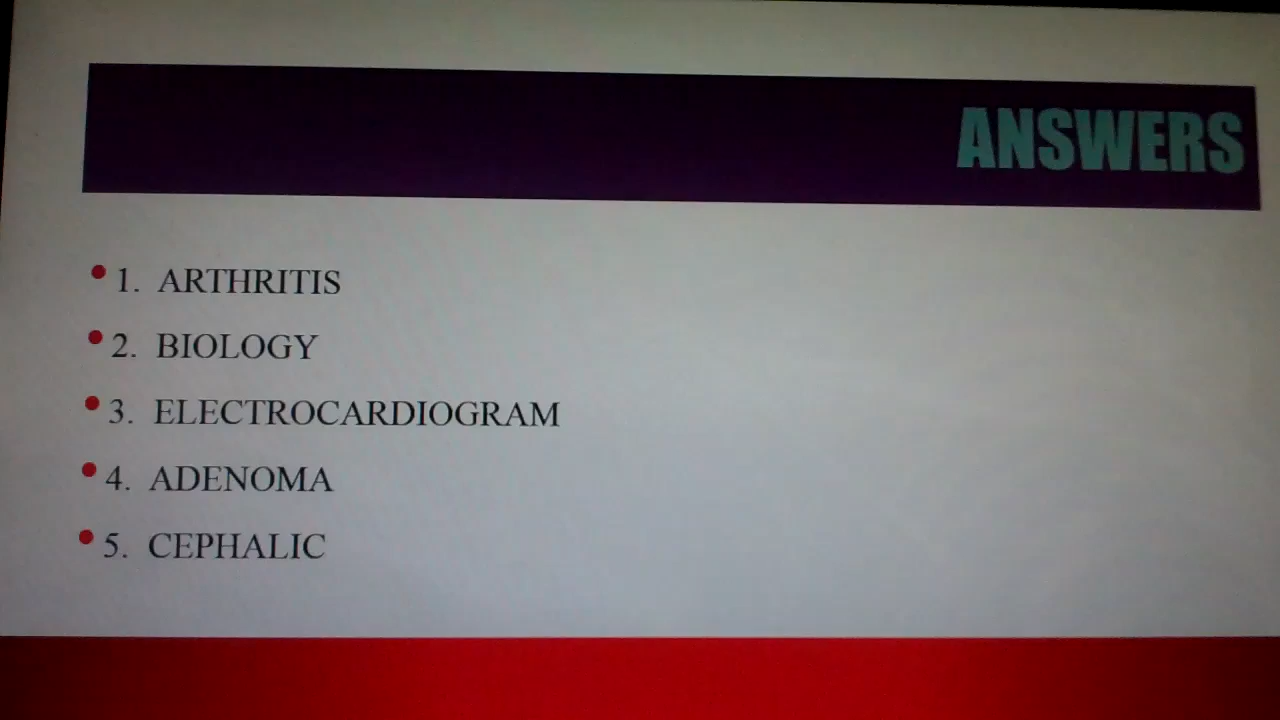 ANSWERS
• 1. ARTHRITIS
• 2. BIOLOGY
• 3. ELECTROCARDIOGRAM
• 4. ADENOMA
• 5. CEPHALIC